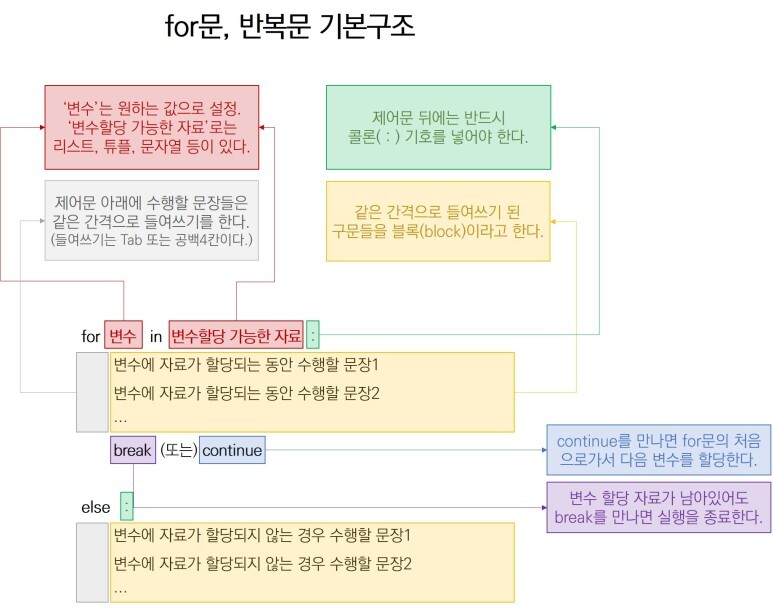 for문, 반복문 기본구조
‘변수’는 원하는 값으로 설정.
‘변수할당 가능한 자료’로는
리스트, 튜플, 문자열 등이 있다.
제어문 뒤에는 반드시
콜론( : ) 기호를 넣어야 한다.
제어문 아래에 수행할 문장들은
같은 간격으로 들여쓰기를 한다.
(들여쓰기는 Tab 또는 공백4칸이다.)
같은 간격으로 들여쓰기 된
구문들을 블록(block)이라고 한다.
for 변수 in 변수할당 가능한 자료 :
변수에 자료가 할당되는 동안 수행할 문장1
변수에 자료가 할당되는 동안 수행할 문장2
...
break (또는) continue
continue를 만나면 for문의 처음
으로가서 다음 변수를 할당한다.
else :
변수 할당 자료가 남아있어도
break를 만나면 실행을 종료한다.
변수에 자료가 할당되지 않는 경우 수행할 문장1
변수에 자료가 할당되지 않는 경우 수행할 문장2
...